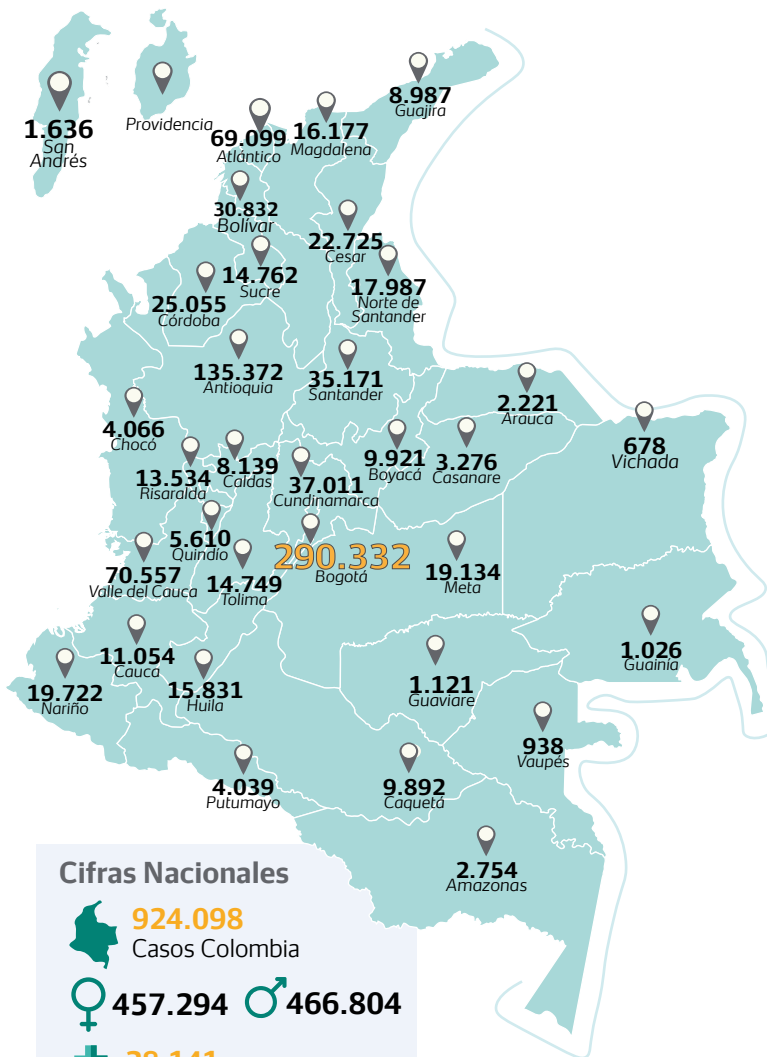 8.987
Guajira
1.636
San
Andrés
Providencia
69.099
Atlántico
16.177
Magdalena
30.832
Bolívar
22.725
Cesar
14.762
Sucre
17.987
Norte de
Santander
25.055
Córdoba
135.372
Antioquia
35.171
Santander
2.221
Arauca
4.066
Chocó
678
Vichada
13.534
Risaralda
8.139
Caldas
37.011
Cundinamarca
9.921
Boyacá
3.276
Casanare
5.610
Quindío
290.332
Bogotá
70.557
Valle del Cauca
14.749
Tolima
19.134
Meta
11.054
Cauca
1.026
Guainía
19.722
Nariño
15.831
Huila
1.121
Guaviare
938
Vaupés
4.039
Putumayo
9.892
Caquetá
2.754
Amazonas
Cifras Nacionales
924.098
Casos Colombia
457.294 466.804
28.141